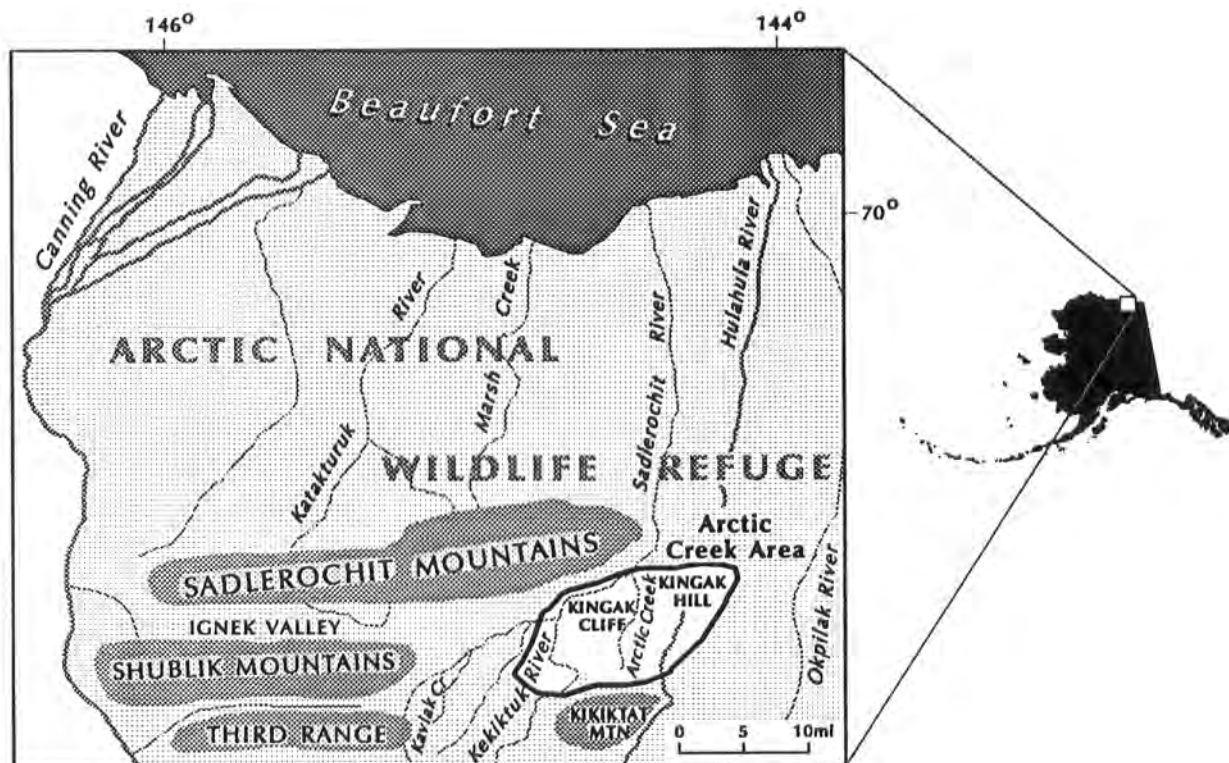 146° 144°
Beaufort Sea
Canning River
70°
Hulahula River
River
Creek
River
ARCTIC NATIONAL
Marsh
Sadlerochit
Katakturuk
WILDLIFE REFUGE
Arctic
Creek Area
SADLEROCHIT MOUNTAINS
KINGAK
HILL
KINGAK
CLIFF
Arctic Creek
Okpilak River
IGNEK VALLEY
SHUBLIK MOUNTAINS
Kaviak Cr
Kekiktuk River
KIKIKTAT
MTN
THIRD RANGE
0 5 10mi